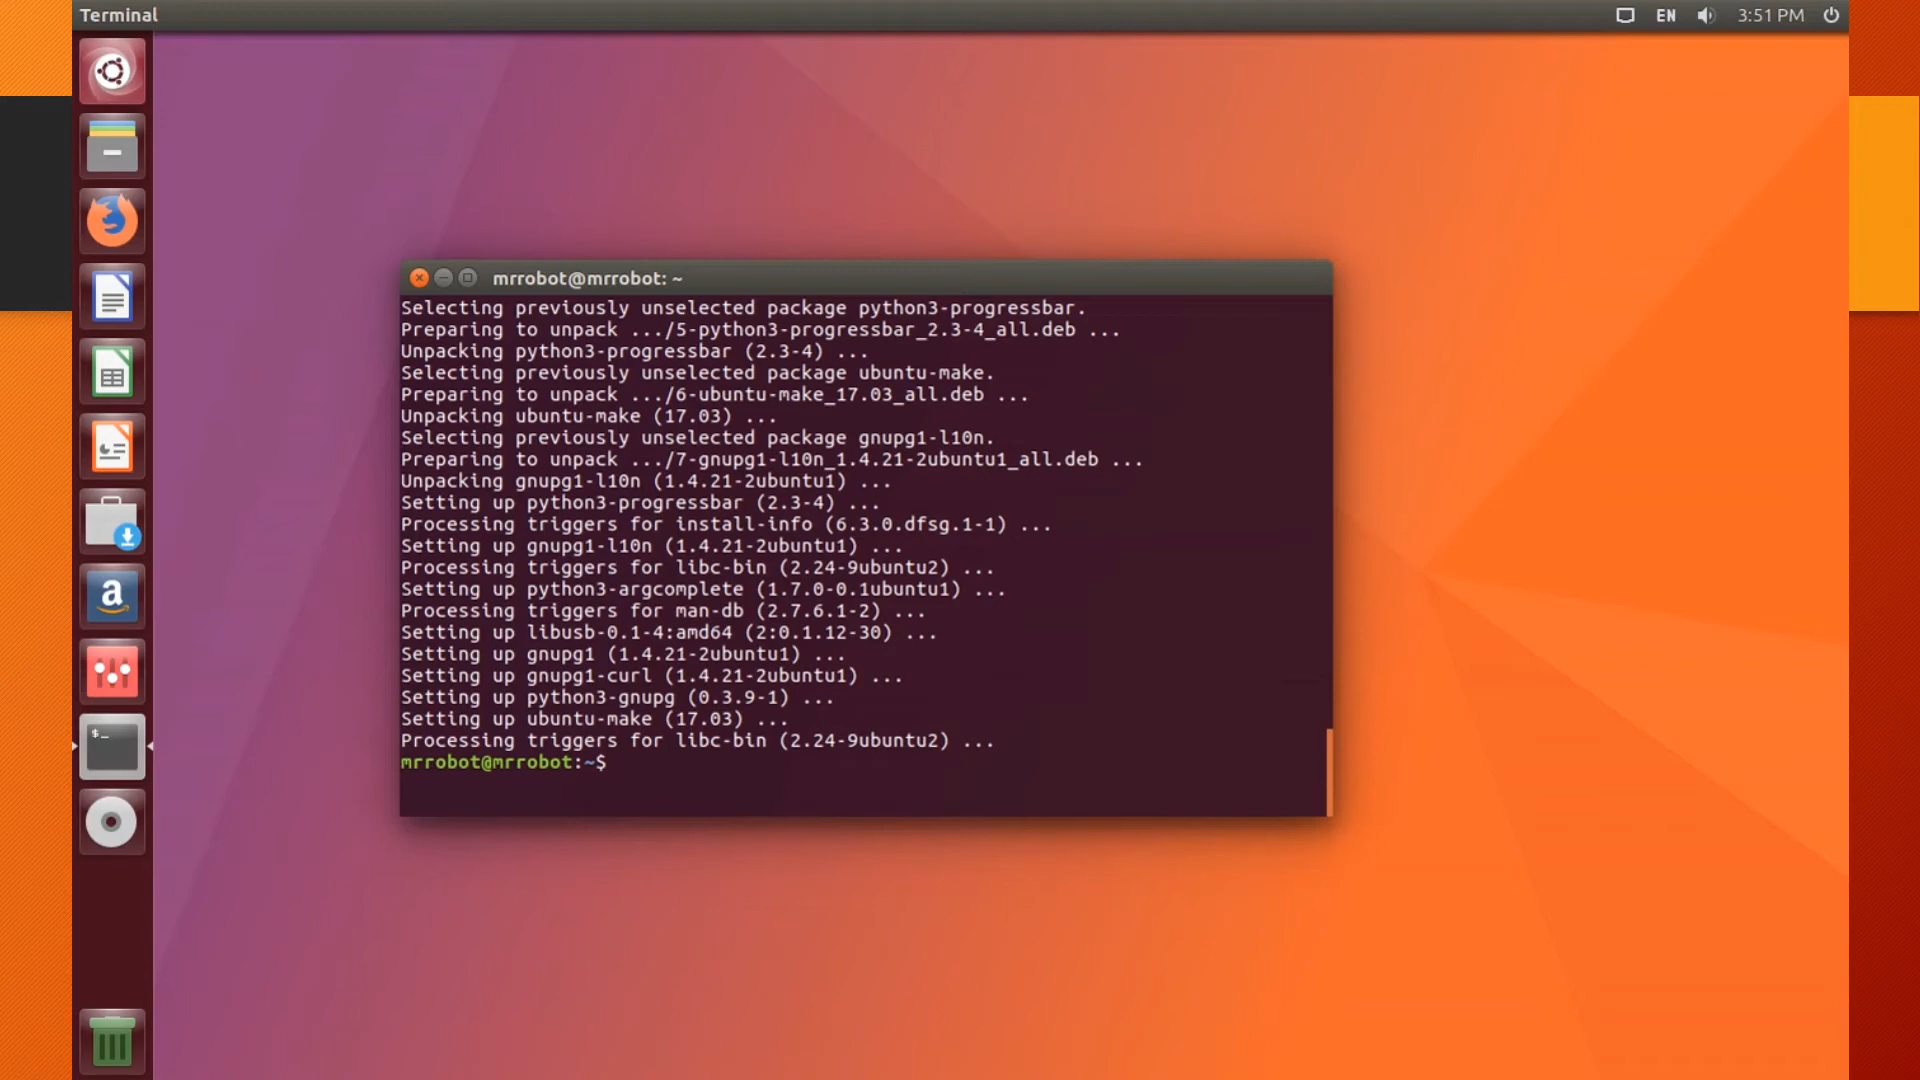 Terminal
EN
3:51 PM
mrrobot@mrrobot: ~
Selecting previously unselected package python3-progressbar.
Preparing to unpack .../5-python3-progressbar_2.3-4_all.deb ...
Unpacking python3-progressbar (2.3-4) ...
Selecting previously unselected package ubuntu-make.
Preparing to unpack .../6-ubuntu-make_17.03_all.deb ...
Unpacking ubuntu-make (17.03) ...
Selecting previously unselected package gnupg1-l10n.
Preparing to unpack .../7-gnupg1-l10n_1.4.21-2ubuntu1_all.deb ...
Unpacking gnupg1-l10n (1.4.21-2ubuntu1) ...
Setting up python3-progressbar (2.3-4) ...
Processing triggers for install-info (6.3.0.dfsg.1-1) ...
Setting up gnupg1-l10n (1.4.21-2ubuntu1) ...
Processing triggers for libc-bin (2.24-9ubuntu2) ...
Setting up python3-argcomplete (1.7.0-0.1ubuntu1) ...
Processing triggers for man-db (2.7.6.1-2) ...
Setting up libusb-0.1-4:amd64 (2:0.1.12-30) ...
Setting up gnupg1 (1.4.21-2ubuntu1) ...
Setting up gnupg1-curl (1.4.21-2ubuntu1) ...
Setting up python3-gnupg (0.3.9-1) ...
Setting up ubuntu-make (17.03) ...
Processing triggers for libc-bin (2.24-9ubuntu2) ...
mrrobot@mrrobot:~$
a
$_